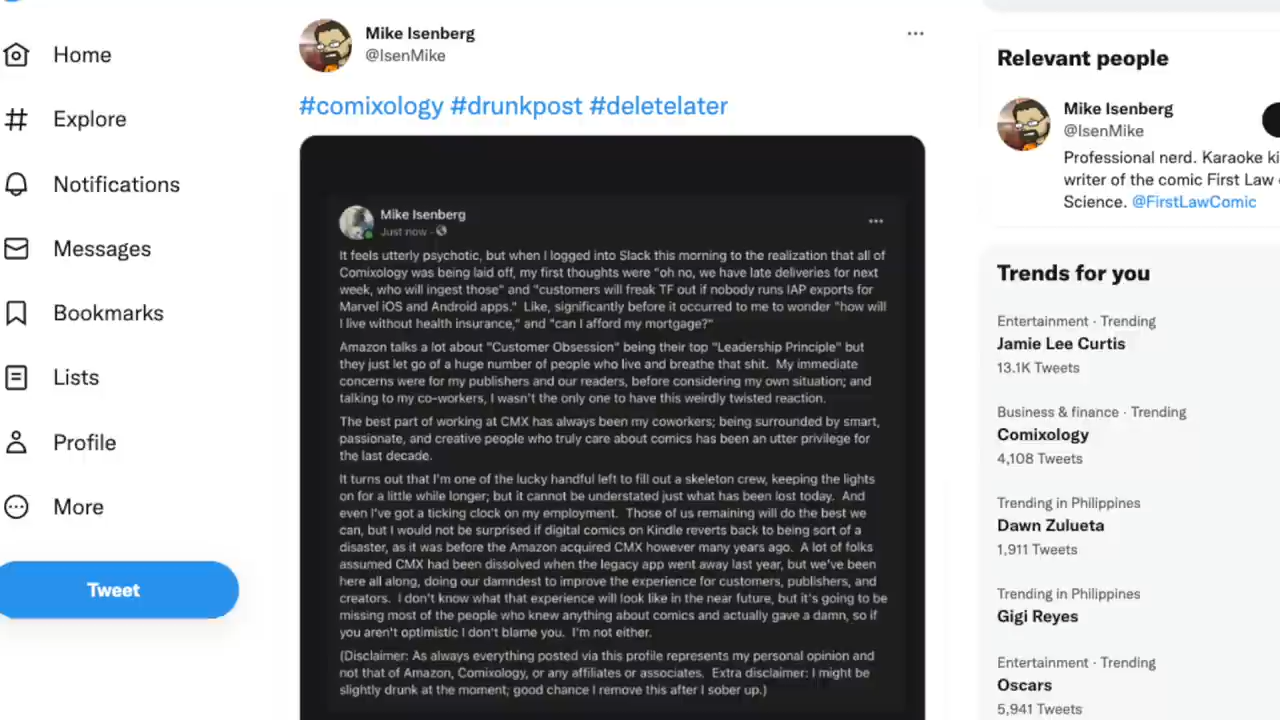 Home
Explore
Notifications
Messages
Bookmarks
Lists
Profile
More
Tweet
Mike Isenberg
@IsenMike
#comixology #drunkpost #deletelater
Mike Isenberg
Just now
It feels utterly psychotic, but when I logged into Slack this morning to the realization that all of
Comixology was being laid off, my first thoughts were "oh no, we have late deliveries for next
week, who will ingest those" and "customers will freak TF out if nobody runs IAP exports for
Marvel iOS and Android apps." Like, significantly before it occurred to me to wonder "how will
I live without health insurance," and "can I afford my mortgage?"
Amazon talks a lot about "Customer Obsession" being their top "Leadership Principle" but
they just let go of a huge number of people who live and breathe that shit. My immediate
concerns were for my publishers and our readers, before considering my own situation; and
talking to my co-workers, I wasn't the only one to have this weirdly twisted reaction.
The best part of working at CMX has always been my coworkers; being surrounded by smart,
passionate, and creative people who truly care about comics has been an utter privilege for
the last decade.
It turns out that I'm one of the lucky handful left to fill out a skeleton crew, keeping the lights
on for a little while longer; but it cannot be understated just what has been lost today. And
even I've got a ticking clock on my employment. Those of us remaining will do the best we
can, but I would not be surprised if digital comics on Kindle reverts back to being sort of a
disaster, as it was before the Amazon acquired CMX however many years ago. A lot of folks
assumed CMX had been dissolved when the legacy app went away last year, but we've been
here all along, doing our damndest to improve the experience for customers, publishers, and
creators. I don't know what that experience will look like in the near future, but it's going to be
missing most of the people who knew anything about comics and actually gave a damn, so if
you aren't optimistic I don't blame you. I'm not either.
(Disclaimer: As always everything posted via this profile represents my personal opinion and
not that of Amazon, Comixology, or any affiliates or associates. Extra disclaimer: I might be
slightly drunk at the moment; good chance I remove this after I sober up.)
Relevant people
Mike Isenberg
@IsenMike
Professional nerd. Karaoke ki
writer of the comic First Law
Science. @FirstLawComic
Trends for you
Entertainment · Trending
Jamie Lee Curtis
13.1K Tweets
Business & finance · Trending
Comixology
4,108 Tweets
Trending in Philippines
Dawn Zulueta
1,911 Tweets
Trending in Philippines
Gigi Reyes
Entertainment · Trending
Oscars
5,941 Tweets